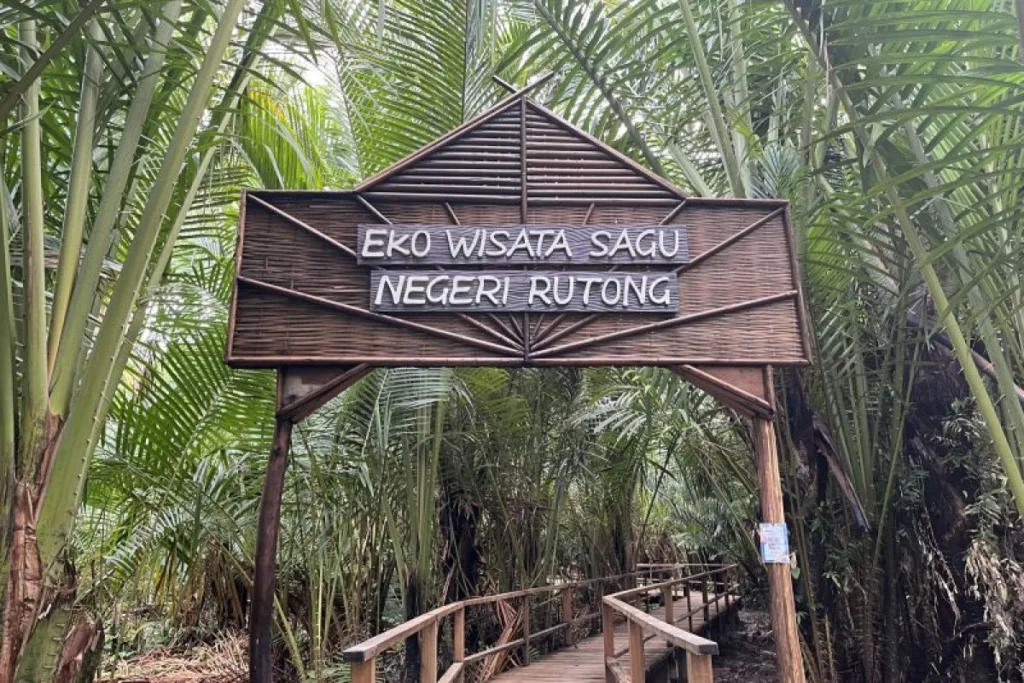 EKO WISATA SAGU
NEGERI RUTONG